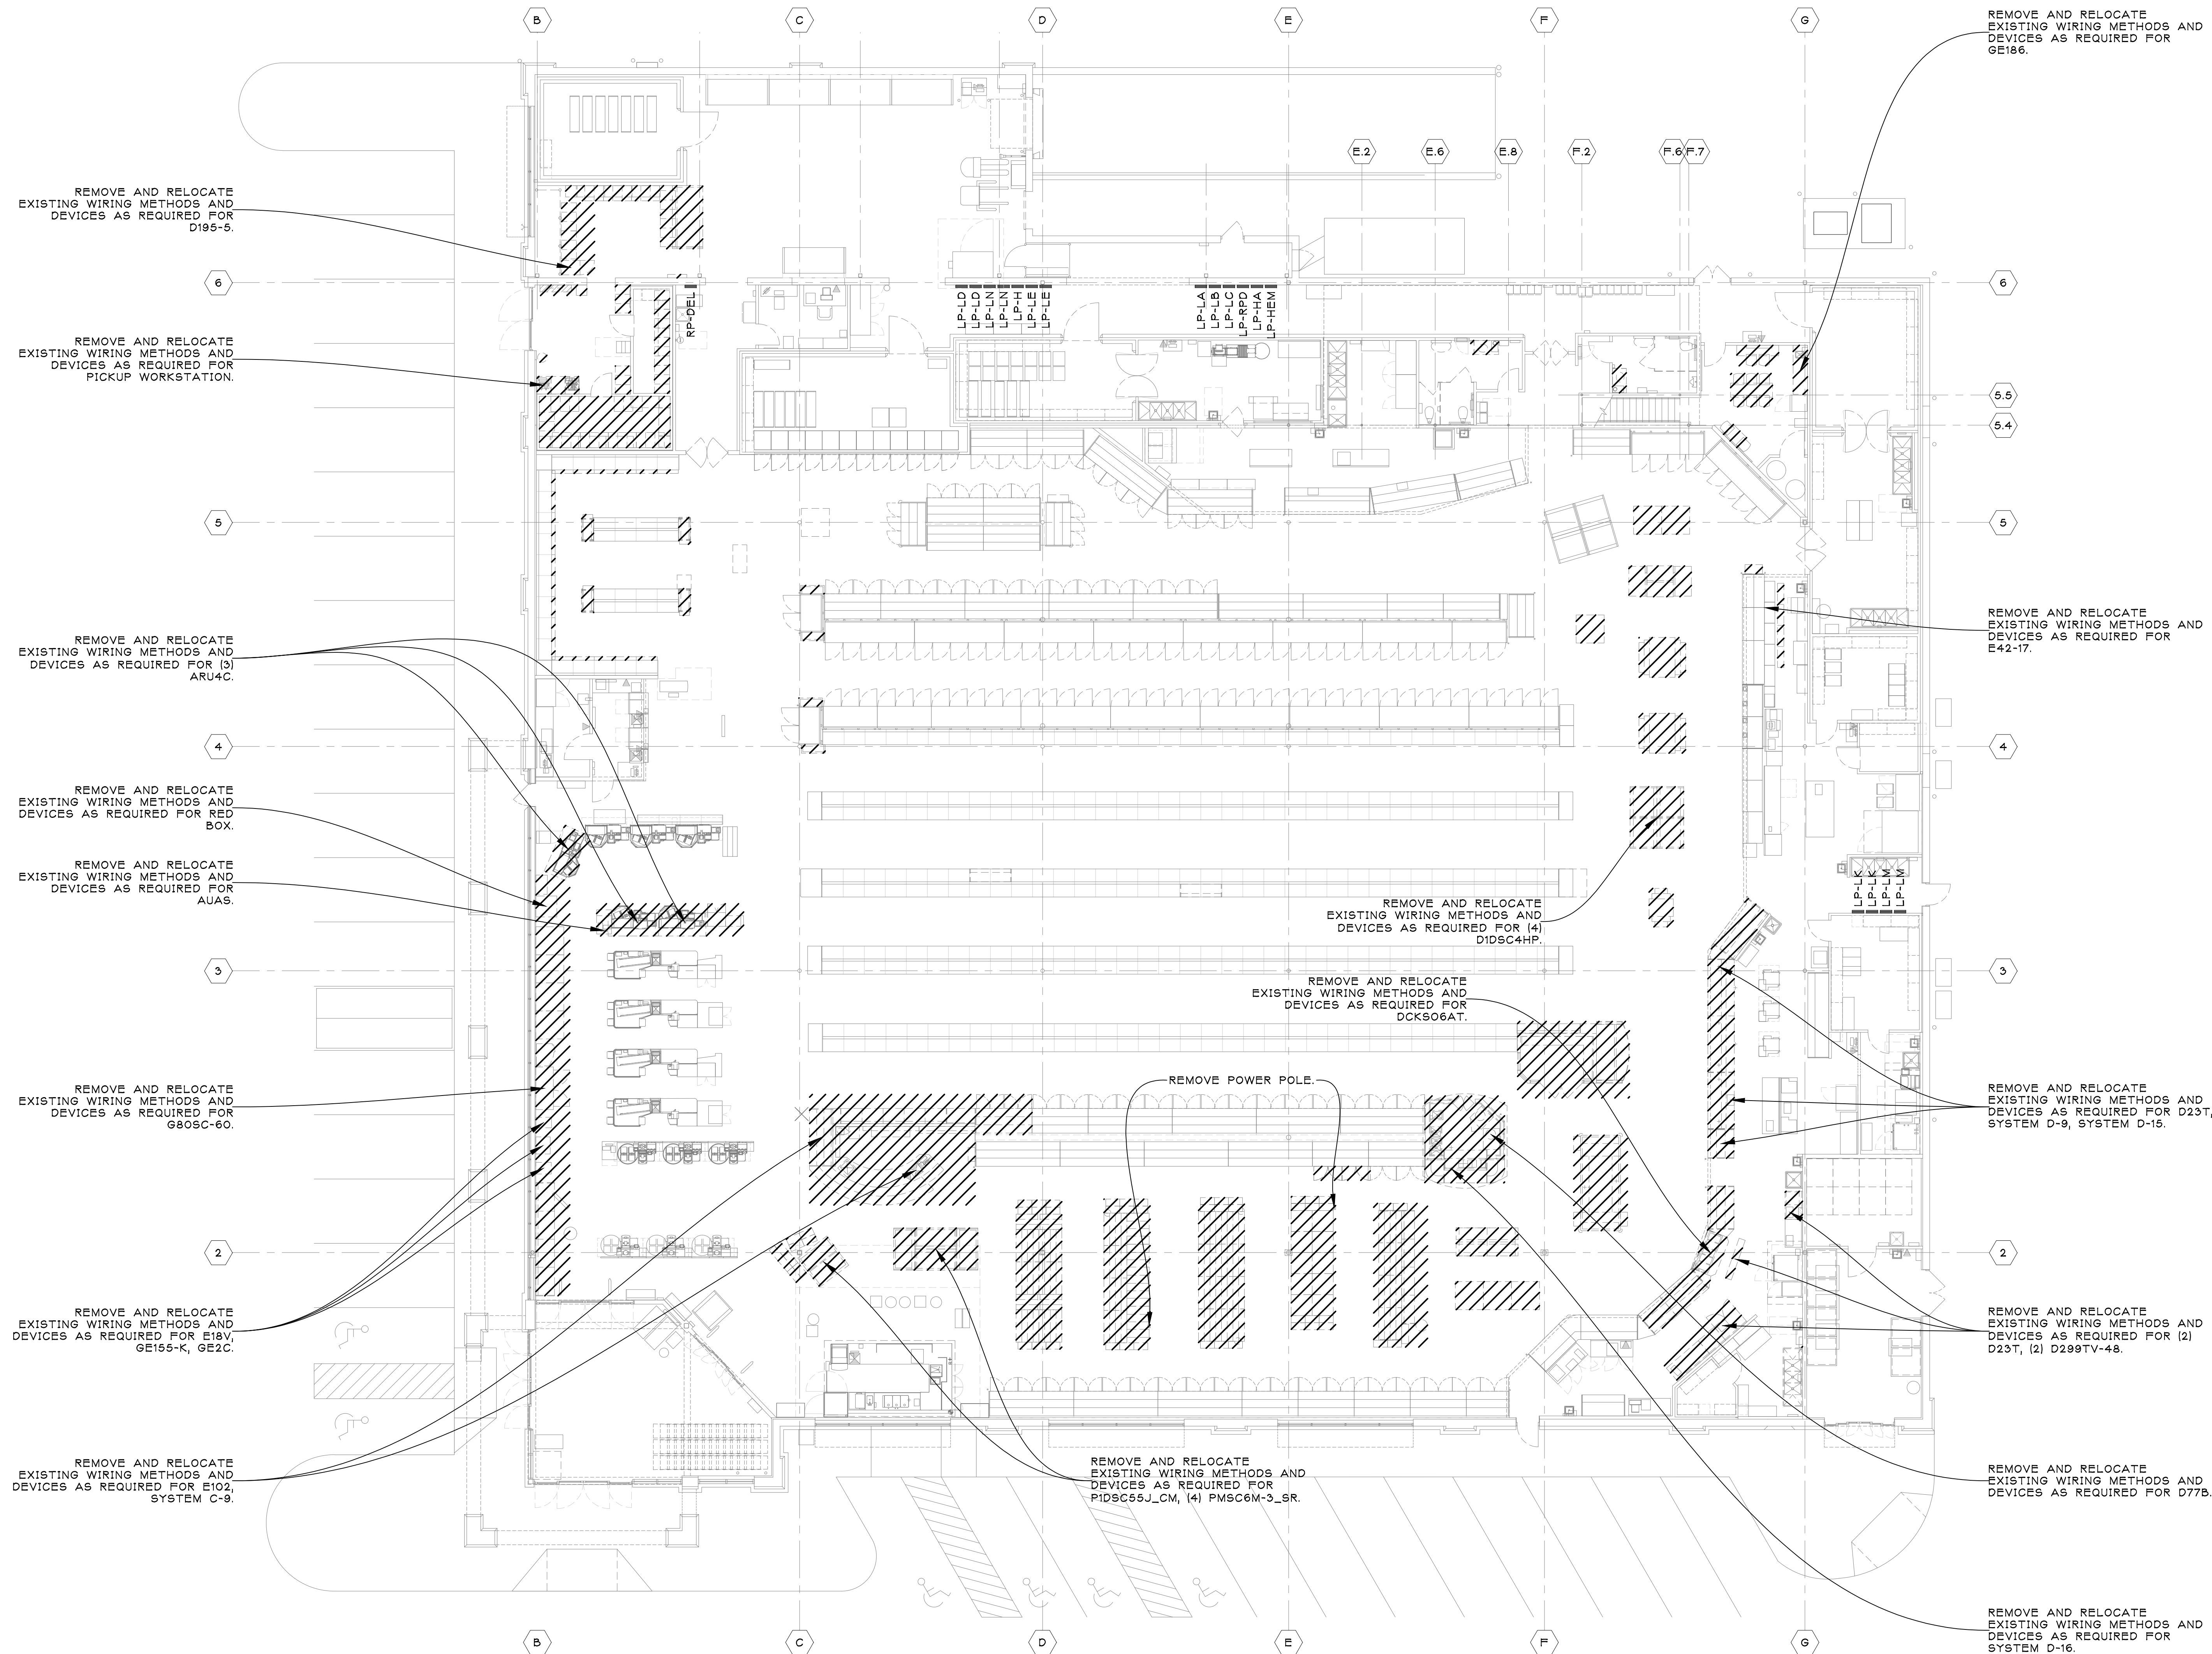 B
C
D
E
F
G
REMOVE AND RELOCATE
EXISTING WIRING METHODS AND
DEVICES AS REQUIRED FOR
GE186.
E.2
E.6
E.8
F.2
F.6
F.7
REMOVE AND RELOCATE
EXISTING WIRING METHODS AND
DEVICES AS REQUIRED FOR
D195-5.
6
6
RP-DEL
LP-LD
LP-LD
LP-LN
LP-LN
LP-H
LP-LE
LP-LE
LP-LA
LP-LB
LP-LC
LP-RPD
LP-HA
LP-HEM
REMOVE AND RELOCATE
EXISTING WIRING METHODS AND
DEVICES AS REQUIRED FOR
PICKUP WORKSTATION.
5.5
5.4
5
5
REMOVE AND RELOCATE
EXISTING WIRING METHODS AND
DEVICES AS REQUIRED FOR
E42-17.
REMOVE AND RELOCATE
EXISTING WIRING METHODS AND
DEVICES AS REQUIRED FOR (3)
ARU4C.
4
4
REMOVE AND RELOCATE
EXISTING WIRING METHODS AND
DEVICES AS REQUIRED FOR RED
BOX.
REMOVE AND RELOCATE
EXISTING WIRING METHODS AND
DEVICES AS REQUIRED FOR
AUAS.
LP-LK
LP-LK
LP-LM
LP-LM
REMOVE AND RELOCATE
EXISTING WIRING METHODS AND
DEVICES AS REQUIRED FOR (4)
D1DSC4HP.
3
3
REMOVE AND RELOCATE
EXISTING WIRING METHODS AND
DEVICES AS REQUIRED FOR
DCKS06AT.
REMOVE POWER POLE.
REMOVE AND RELOCATE
EXISTING WIRING METHODS AND
DEVICES AS REQUIRED FOR
G80SC-60.
REMOVE AND RELOCATE
EXISTING WIRING METHODS AND
DEVICES AS REQUIRED FOR D23T,
SYSTEM D-9, SYSTEM D-15.
2
2
REMOVE AND RELOCATE
EXISTING WIRING METHODS AND
DEVICES AS REQUIRED FOR E18V,
GE155-K, GE2C.
REMOVE AND RELOCATE
EXISTING WIRING METHODS AND
DEVICES AS REQUIRED FOR (2)
D23T, (2) D299TV-48.
REMOVE AND RELOCATE
EXISTING WIRING METHODS AND
DEVICES AS REQUIRED FOR E102,
SYSTEM C-9.
REMOVE AND RELOCATE
EXISTING WIRING METHODS AND
DEVICES AS REQUIRED FOR
P1DSC55J_CM, (4) PMSC6M-3_SR.
REMOVE AND RELOCATE
EXISTING WIRING METHODS AND
DEVICES AS REQUIRED FOR D77B.
REMOVE AND RELOCATE
EXISTING WIRING METHODS AND
DEVICES AS REQUIRED FOR
SYSTEM D-16.
B
C
D
E
F
G